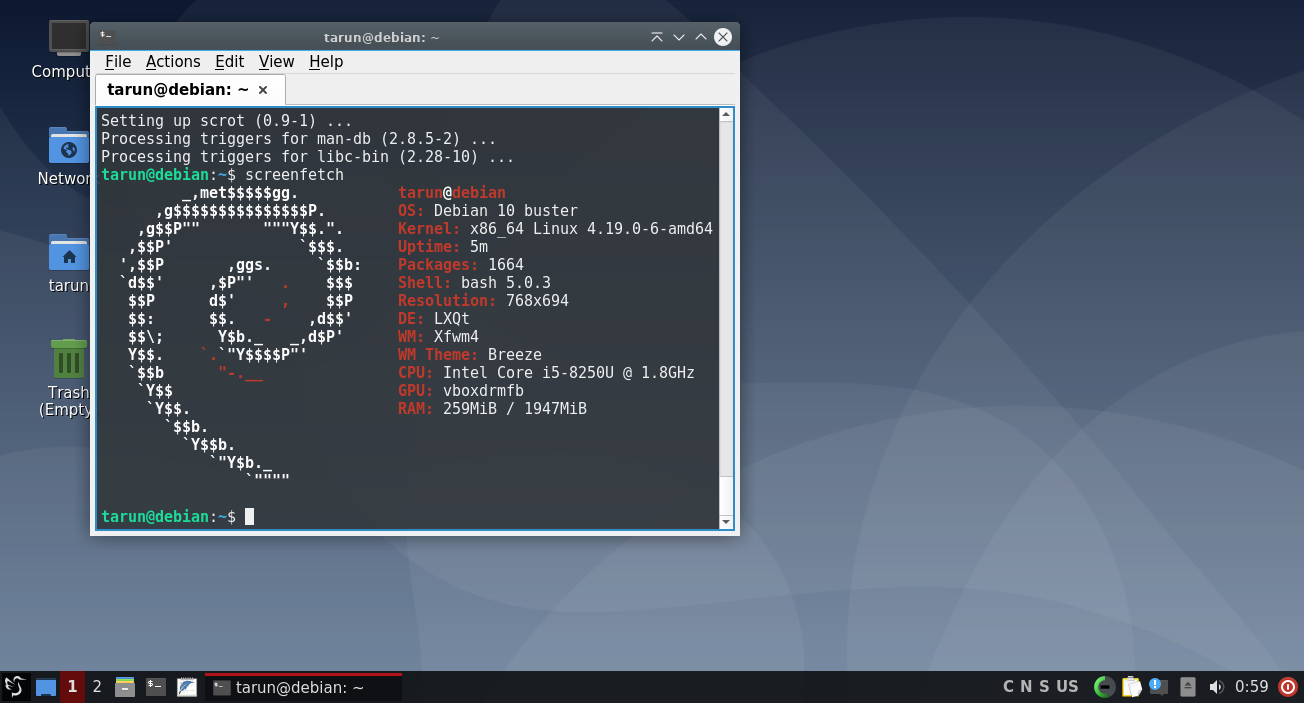 Comput
Networ
tarun
Trash
(Empty
tarun@debian: ~
File Actions Edit View Help
tarun@debian: ~
Setting up scrot (0.9-1) ...
Processing triggers for man-db (2.8.5-2) ...
Processing triggers for libc-bin (2.28-10) ...
tarun@debian:~$ screenfetch
         _,met$$$$$gg.           tarun@debian
      ,g$$$$$$$$$$$$$$$P.        OS: Debian 10 buster
    ,g$$P""       """Y$$.".      Kernel: x86_64 Linux 4.19.0-6-amd64
   ,$$P'              `$$$.      Uptime: 5m
  ',$$P       ,ggs.     `$$b:    Packages: 1664
  `d$$'     ,$P"'   .    $$$     Shell: bash 5.0.3
   $$P      d$'     ,    $$P     Resolution: 768x694
   $$:      $$.   -    ,d$$'     DE: LXQt
   $$\;      Y$b._   _,d$P'      WM: Xfwm4
   Y$$.    `.`"Y$$$$P"'          WM Theme: Breeze
   `$$b      "-.__               CPU: Intel Core i5-8250U @ 1.8GHz
    `Y$$                         GPU: vboxdrmfb
     `Y$$.                       RAM: 259MiB / 1947MiB
       `$$b.
         `Y$$b.
            `"Y$b._
                `""""
tarun@debian:~$
1 2 tarun@debian: ~ C N S US 0:59